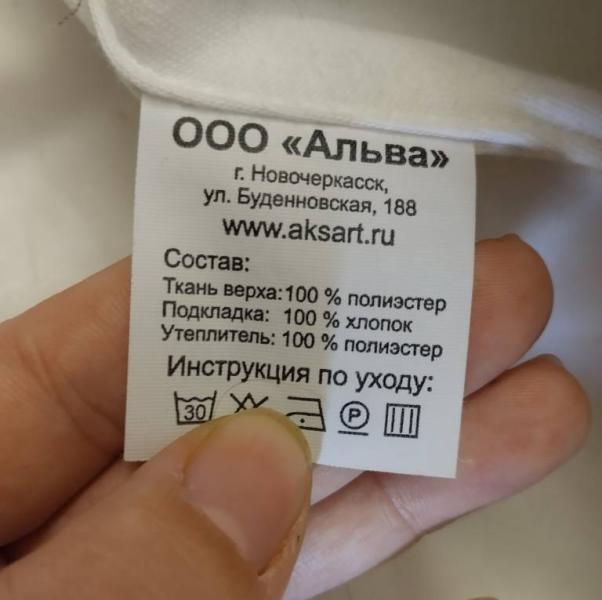 ООО «Альва»
г. Новочеркасск,
ул. Буденновская, 188
www.aksart.ru
Состав:
Ткань верха: 100 % полиэстер
Подкладка: 100 % хлопок
Утеплитель: 100 % полиэстер
Инструкция по уходу:
30 P